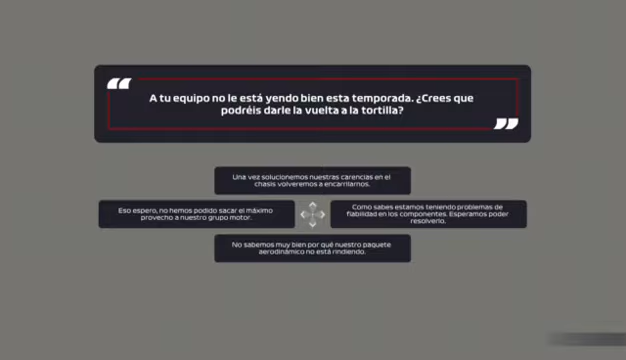 A tu equipo no le está yendo bien esta temporada. ¿Crees que
podréis darle la vuelta a la tortilla?
Una vez solucionemos nuestras carencias en el
chasis volveremos a encarrilarnos.
Eso espero, no hemos podido sacar el máximo
provecho a nuestro grupo motor.
Como sabes estamos teniendo problemas de
fiabilidad en los componentes. Esperamos poder
resolverlo.
No sabemos muy bien por qué nuestro paquete
aerodinámico no está rindiendo.